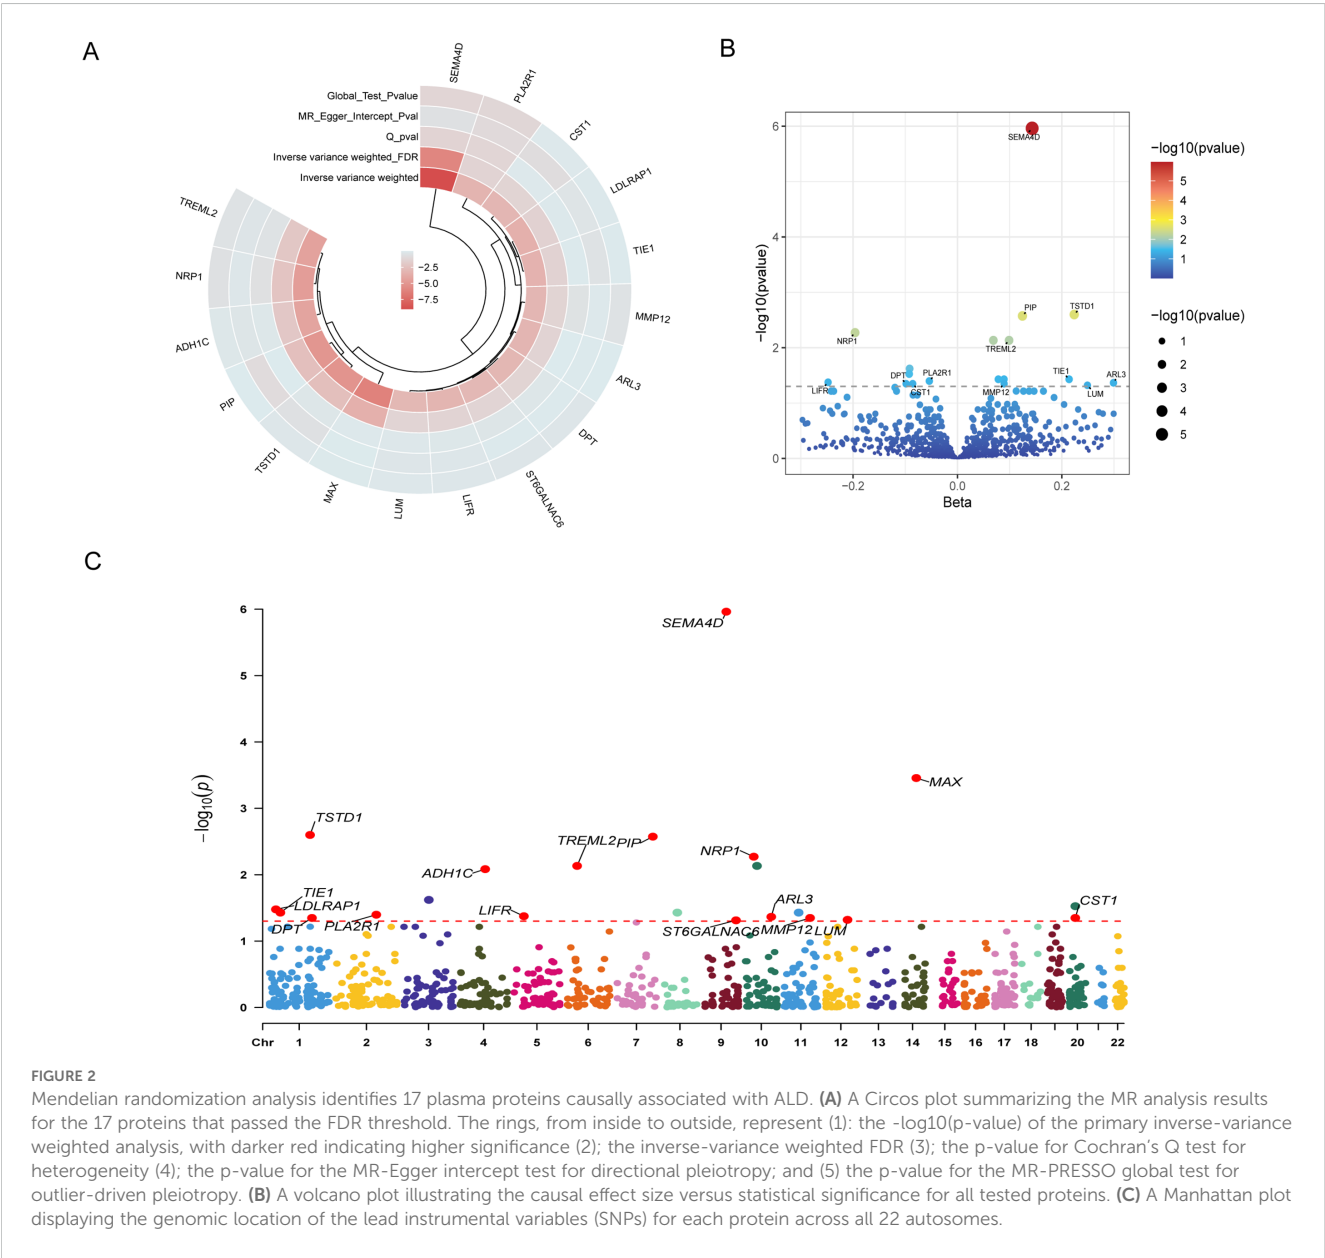 A
SEMA4D
PLA2R1
CST1
LDLRAP1
TIE1
MMP12
ARL3
DPT
ST6GALNAC6
LIFR
LUM
MAX
TSTD1
PIP
ADH1C
NRP1
TREML2
Global_Test_Pvalue
MR_Egger_Intercept_Pval
Q_pval
Inverse variance weighted_FDR
Inverse variance weighted
−2.5
−5.0
−7.5
B
−log10(pvalue)
6
4
2
0
−0.2
0.0
0.2
Beta
SEMA4D
PIP
TSTD1
NRP1
TREML2
DPT
PLA2R1
TIE1
ARL3
LIFR
CST1
MMP12
LUM
−log10(pvalue)
5
4
3
2
1
−log10(pvalue)
1
2
3
4
5
C
−log10(p)
6
5
4
3
2
1
0
SEMA4D
MAX
TSTD1
TREML2
PIP
NRP1
ADH1C
TIE1
LDLRAP1
DPT
PLA2R1
LIFR
ARL3
CST1
ST6GALNAC6
MMP12
LUM
Chr 1 2 3 4 5 6 7 8 9 10 11 12 13 14 15 16 17 18 20 22
FIGURE 2
Mendelian randomization analysis identifies 17 plasma proteins causally associated with ALD. (A) A Circos plot summarizing the MR analysis results
for the 17 proteins that passed the FDR threshold. The rings, from inside to outside, represent (1): the -log10(p-value) of the primary inverse-variance
weighted analysis, with darker red indicating higher significance (2); the inverse-variance weighted FDR (3); the p-value for Cochran's Q test for
heterogeneity (4); the p-value for the MR-Egger intercept test for directional pleiotropy; and (5) the p-value for the MR-PRESSO global test for
outlier-driven pleiotropy. (B) A volcano plot illustrating the causal effect size versus statistical significance for all tested proteins. (C) A Manhattan plot
displaying the genomic location of the lead instrumental variables (SNPs) for each protein across all 22 autosomes.